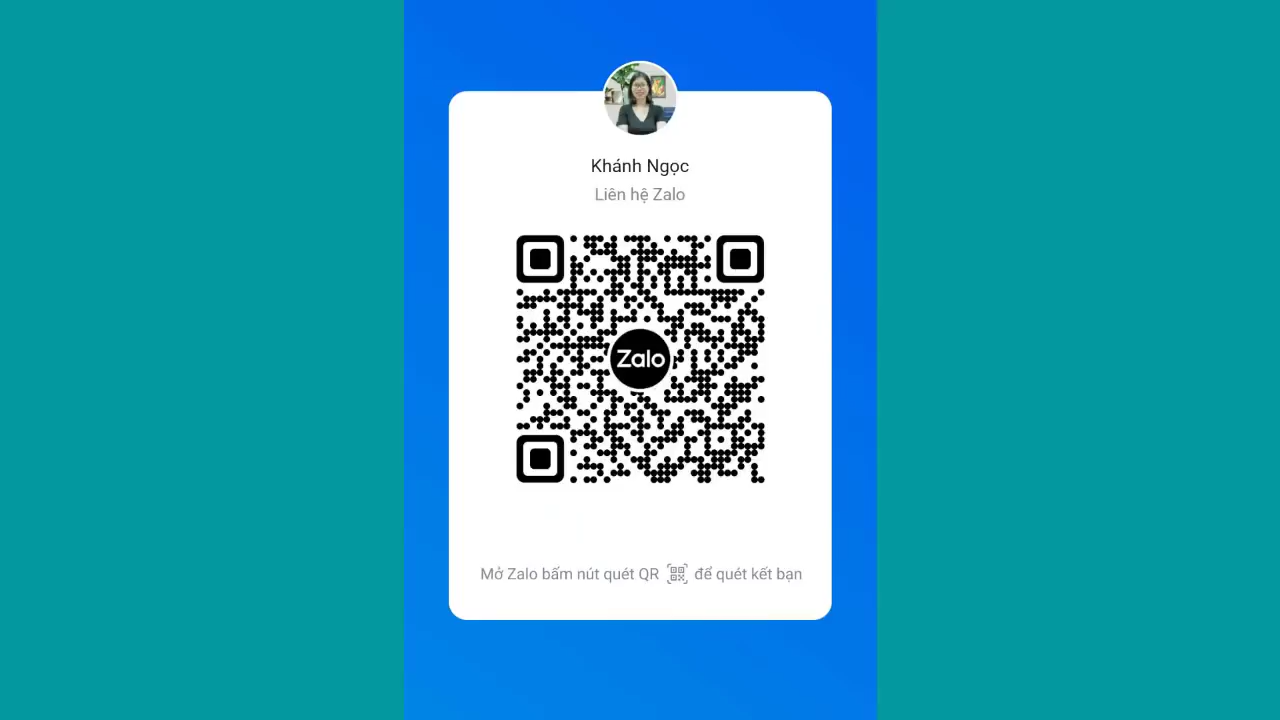 Khánh Ngọc
Liên hệ Zalo
Zalo
Mở Zalo bấm nút quét QR để quét kết bạn